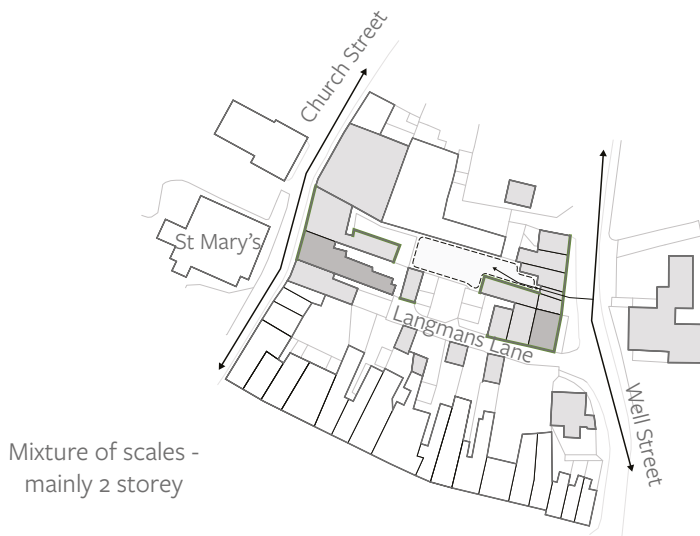 Church Street
St Mary's
Langmans Lane
Well Street
Mixture of scales -
mainly 2 storey